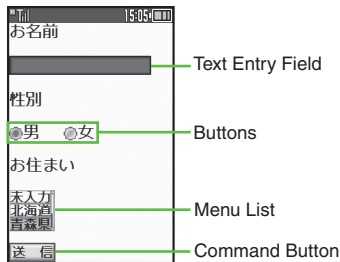 15:05
お名前
Text Entry Field
性別
男 女
Buttons
お住まい
未入力
北海道
青森県
Menu List
送 信
Command Button